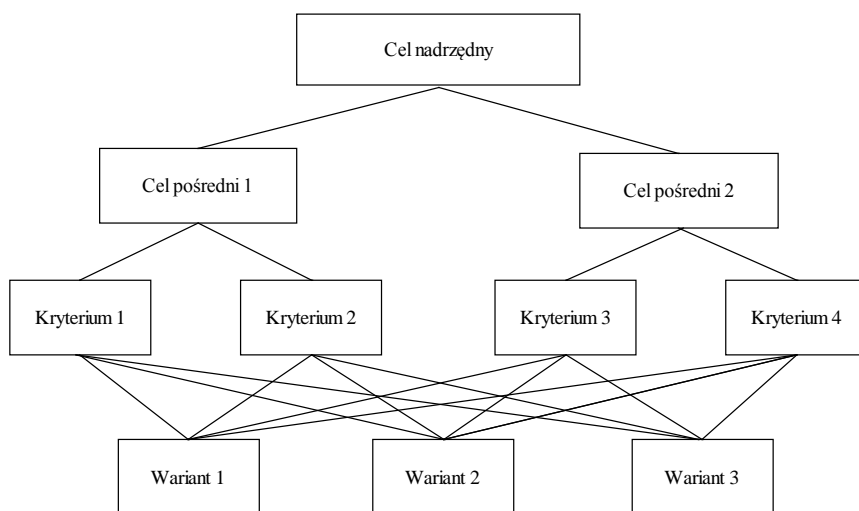 Cel nadrzędny
Cel pośredni 1
Cel pośredni 2
Kryterium 1
Kryterium 2
Kryterium 3
Kryterium 4
Wariant 1
Wariant 2
Wariant 3